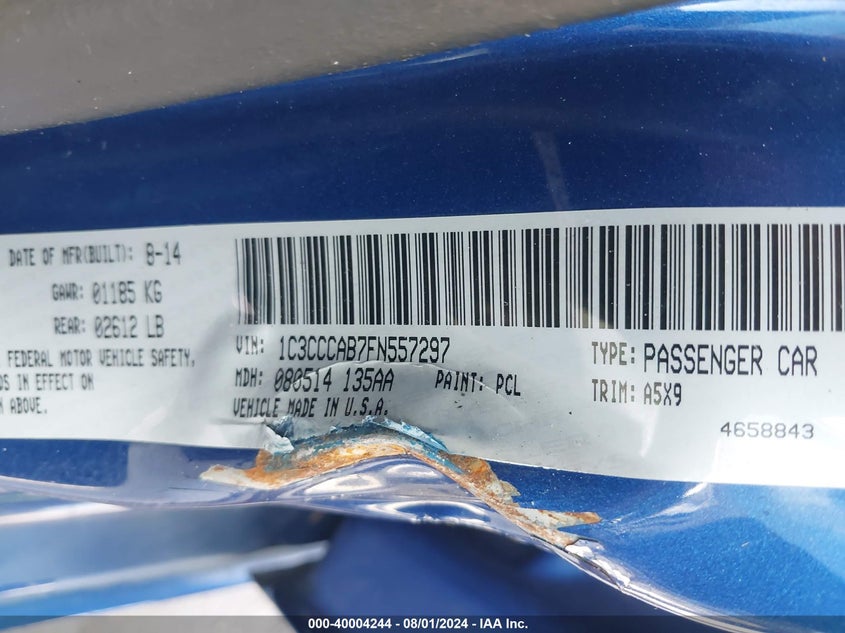 DATE OF MFR(BUILT): 8-14
GAWR: 01185 KG
REAR: 02612 LB
FEDERAL MOTOR VEHICLE SAFETY,
DS IN EFFECT ON
N ABOVE.
VIN: 1C3CCCAB7FN557297
MDH: 080514 135AA PAINT: PCL
VEHICLE MADE IN U.S.A.
TYPE: PASSENGER CAR
TRIM: A5X9
4658843
000-40004244 - 08/01/2024 - IAA Inc.